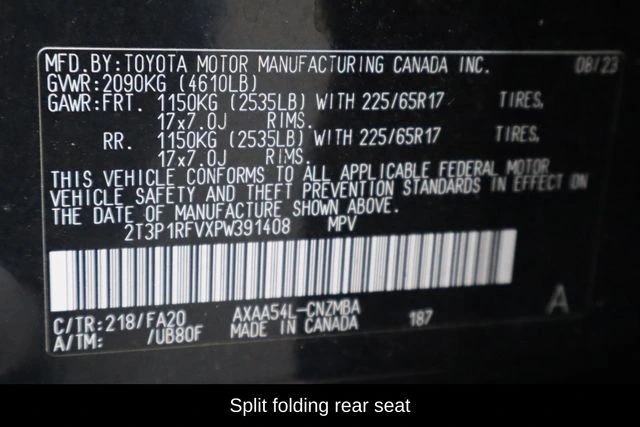 MFD.BY:TOYOTA MOTOR MANUFACTURING CANADA INC. 08/23
GVWR:2090KG (4610LB)
GAWR:FRT. 1150KG (2535LB) WITH 225/65R17 TIRES,
17x7.0J RIMS,
RR. 1150KG (2535LB) WITH 225/65R17 TIRES,
17x7.0J RIMS.
THIS VEHICLE CONFORMS TO ALL APPLICABLE FEDERAL MOTOR
VEHICLE SAFETY AND THEFT PREVENTION STANDARDS IN EFFECT ON
THE DATE OF MANUFACTURE SHOWN ABOVE.
2T3P1RFVXPW391408 MPV
C/TR:218/FA20 AXAA54L-CNZMBA 187 A
A/TM: /UB80F MADE IN CANADA
Split folding rear seat